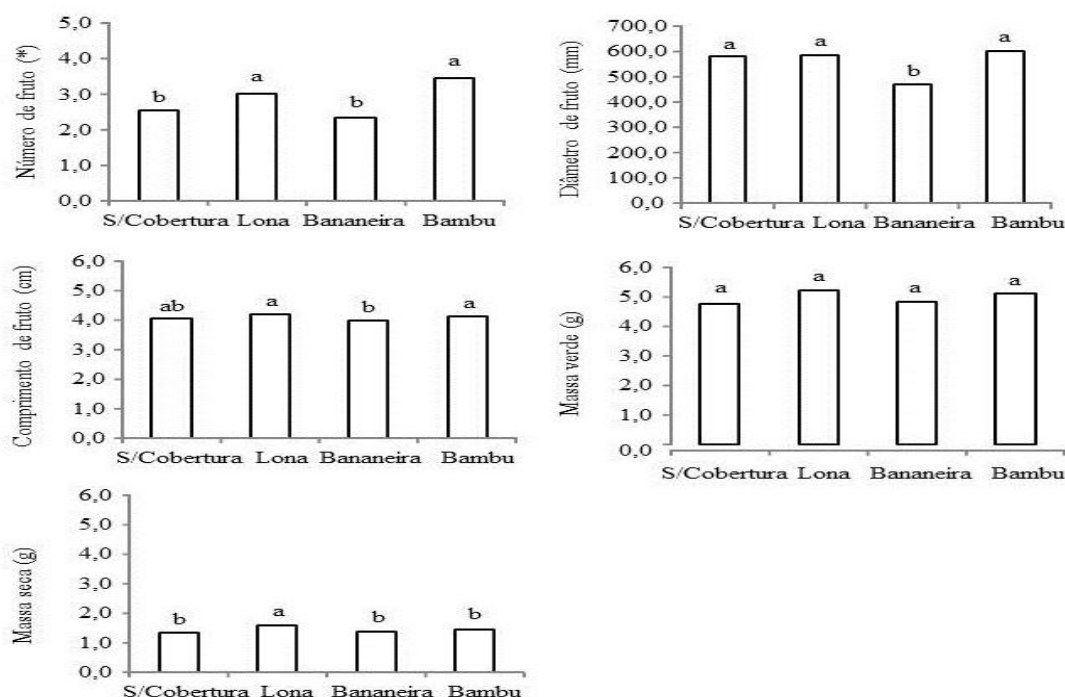 Número de fruto (*)
5,0
4,0
3,0
2,0
1,0
0,0
b
a
b
a
S/Cobertura Lona Bananeira Bambu
Diâmetro de fruto (mm)
700,0
600,0
500,0
400,0
300,0
200,0
100,0
0,0
a
a
b
a
S/Cobertura Lona Bananeira Bambu
Comprimento de fruto (cm)
6,0
5,0
4,0
3,0
2,0
1,0
0,0
ab
a
b
a
S/Cobertura Lona Bananeira Bambu
Massa verde (g)
6,0
5,0
4,0
3,0
2,0
1,0
0,0
a
a
a
a
S/Cobertura Lona Bananeira Bambu
Massa seca (g)
6,0
5,0
4,0
3,0
2,0
1,0
0,0
b
a
b
b
S/Cobertura Lona Bananeira Bambu